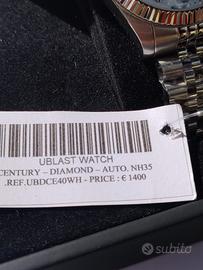 UBLAST WATCH
CENTURY – DIAMOND – AUTO. NH35
.REF.UBDCE40WH - PRICE : € 1400
subito